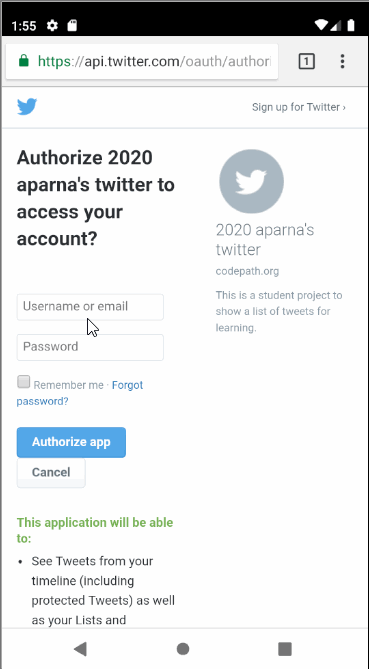 1:55
https://api.twitter.com/oauth/authori
1
Sign up for Twitter ›
Authorize 2020
aparna's twitter to
access your
account?
Username or email
Password
Remember me · Forgot
password?
Authorize app
Cancel
This application will be able
to:
• See Tweets from your
timeline (including
protected Tweets) as well
as your Lists and
2020 aparna's
twitter
codepath.org
This is a student project to
show a list of tweets for
learning.